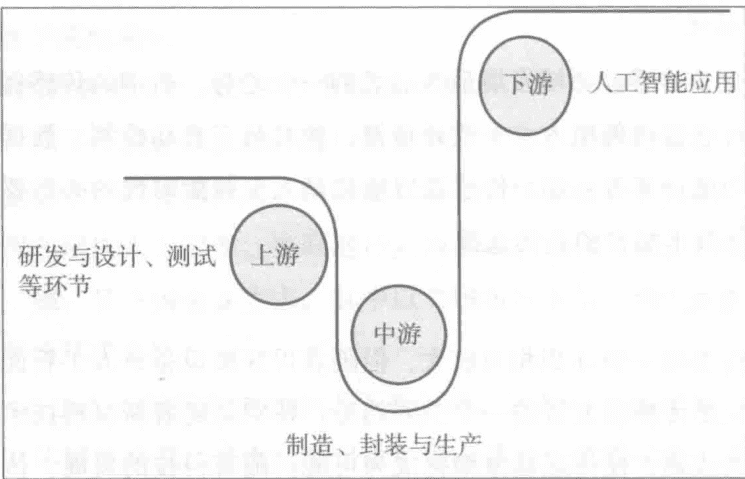 下游
人工智能应用
研发与设计、测试
等环节
上游
中游
制造、封装与生产